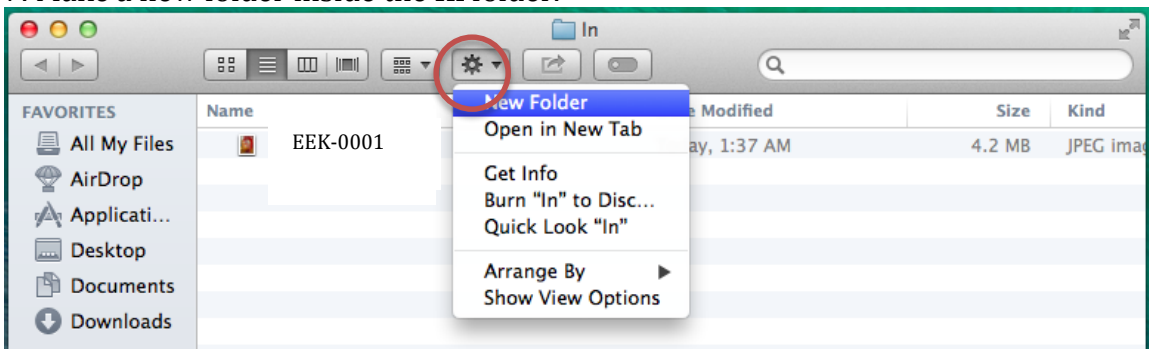 In
FAVORITES
All My Files
AirDrop
Applicati...
Desktop
Documents
Downloads
Name
Modified
Size
Kind
EEK-0001
ay, 1:37 AM
4.2 MB
JPEG imag
New Folder
Open in New Tab
Get Info
Burn “In” to Disc...
Quick Look “In”
Arrange By
Show View Options